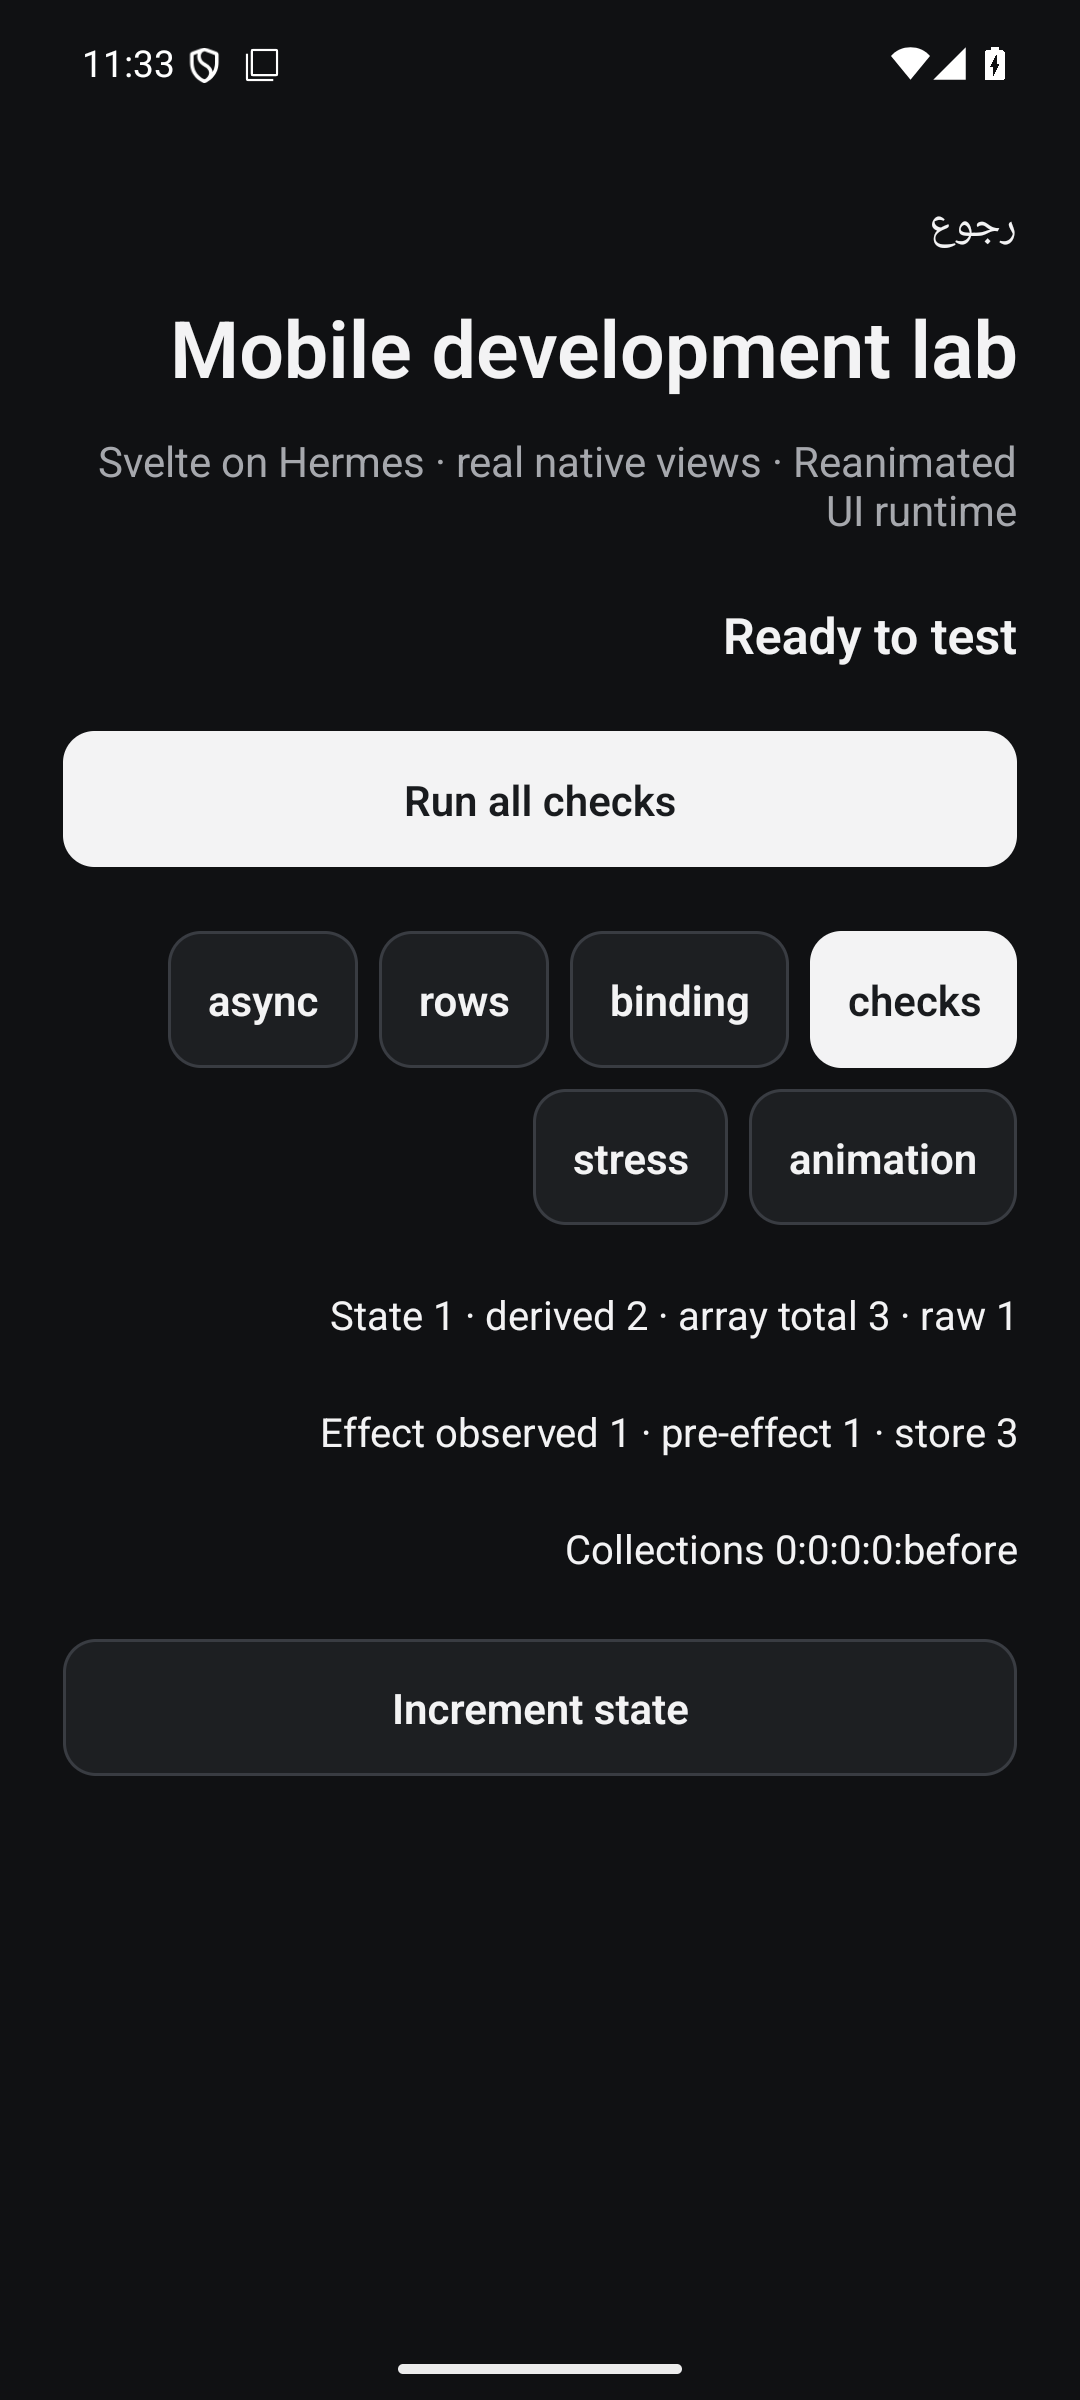 11:33
رجوع
Mobile development lab
Svelte on Hermes · real native views · Reanimated
UI runtime
Ready to test
Run all checks
checks binding rows async
animation stress
State 1 · derived 2 · array total 3 · raw 1
Effect observed 1 · pre-effect 1 · store 3
Collections 0:0:0:0:before
Increment state